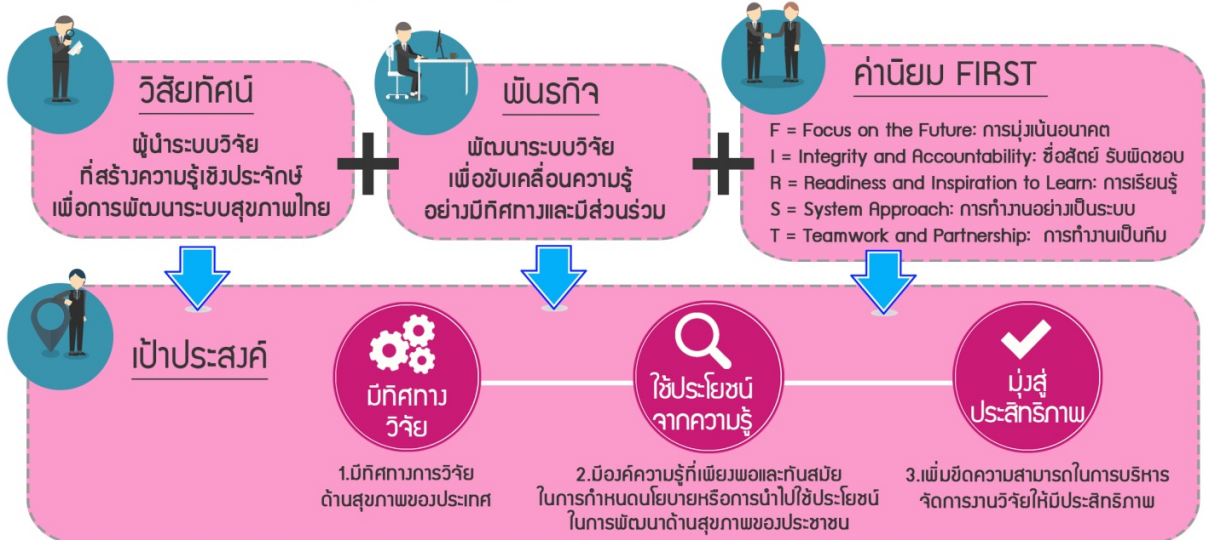 วิสัยทัศน์
ผู้นำระบบวิจัย
ที่สร้างความรู้เชิงประจักษ์
เพื่อการพัฒนาระบบสุขภาพไทย
พันธกิจ
พัฒนาระบบวิจัย
เพื่อขับเคลื่อนความรู้
อย่างมีทิศทางและมีส่วนร่วม
ค่านิยม FIRST
F = Focus on the Future: การมุ่งเน้นอนาคต
I = Integrity and Accountability: ซื่อสัตย์ รับผิดชอบ
R = Readiness and Inspiration to Learn: การเรียนรู้
S = System Approach: การทำงานอย่างเป็นระบบ
T = Teamwork and Partnership: การทำงานเป็นทีม
เป้าประสงค์
มีทิศทาง
วิจัย
1.มีทิศทางการวิจัย
ด้านสุขภาพของประเทศ
ใช้ประโยชน์
จากความรู้
2.มีองค์ความรู้ที่เพียงพอและทันสมัย
ในการกำหนดนโยบายหรือการนำไปใช้ประโยชน์
ในการพัฒนาด้านสุขภาพของประชาชน
มุ่งสู่
ประสิทธิภาพ
3.เพิ่มขีดความสามารถในการบริหาร
จัดการงานวิจัยให้มีประสิทธิภาพ